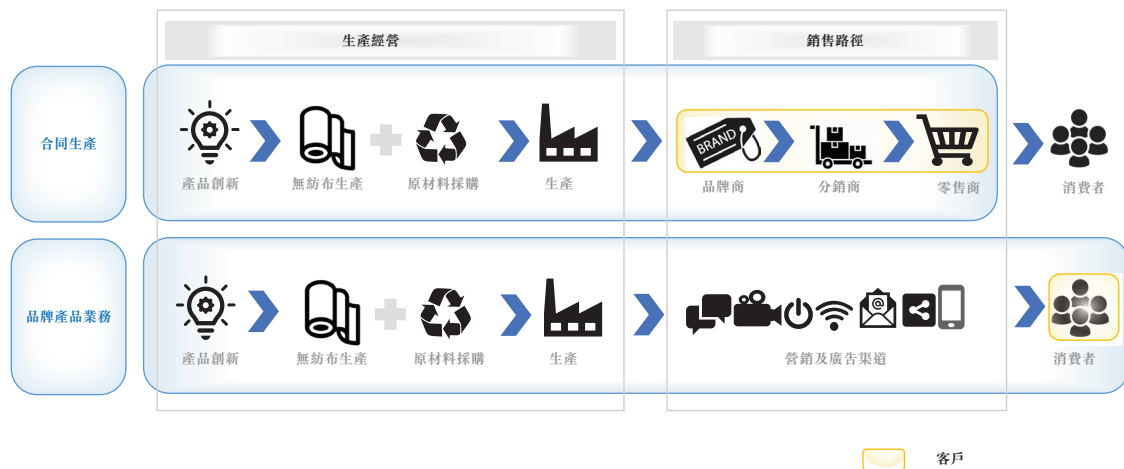 生產經營
銷售路徑
合同生產
BRAND
產品創新
無紡布生產
原材料採購
生產
品牌商
分銷商
零售商
消費者
品牌產品業務
@
產品創新
無紡布生產
原材料採購
生產
營銷及廣告渠道
消費者
客戶